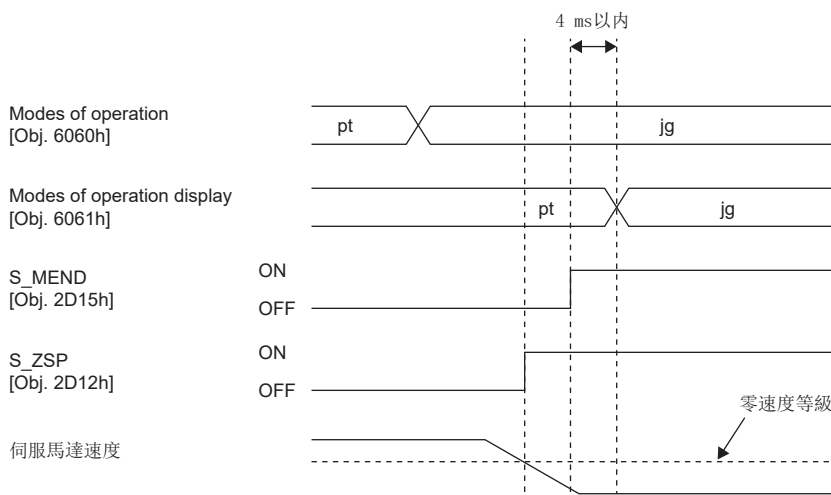 4 ms以內
Modes of operation
[Obj. 6060h]
pt
jg
Modes of operation display
[Obj. 6061h]
pt
jg
S_MEND
[Obj. 2D15h]
ON
OFF
S_ZSP
[Obj. 2D12h]
ON
OFF
零速度等級
伺服馬達速度